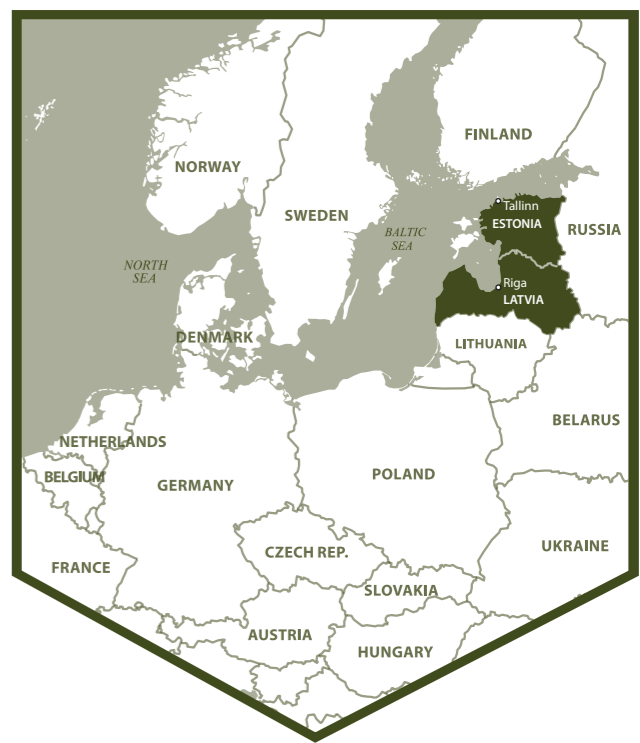 FINLAND
NORWAY
Tallinn
SWEDEN
ESTONIA
RUSSIA
BALTIC
SEA
NORTH
SEA
Riga
LATVIA
DENMARK
LITHUANIA
BELARUS
NETHERLANDS
BELGIUM
GERMANY
POLAND
UKRAINE
CZECH REP.
FRANCE
SLOVAKIA
AUSTRIA
HUNGARY